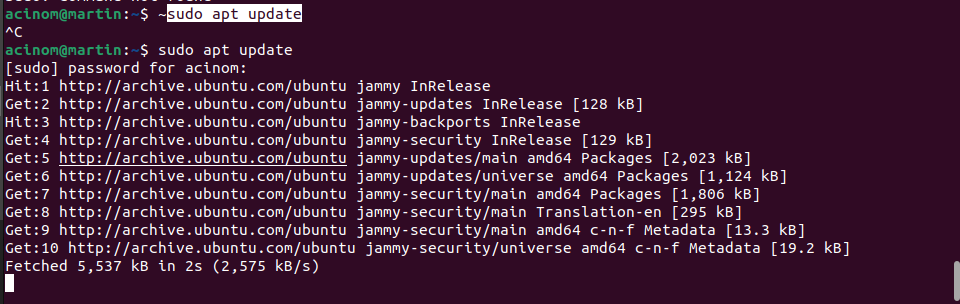 acinom@martin:~$ ~sudo apt update
^C
acinom@martin:~$ sudo apt update
[sudo] password for acinom:
Hit:1 http://archive.ubuntu.com/ubuntu jammy InRelease
Get:2 http://archive.ubuntu.com/ubuntu jammy-updates InRelease [128 kB]
Hit:3 http://archive.ubuntu.com/ubuntu jammy-backports InRelease
Get:4 http://archive.ubuntu.com/ubuntu jammy-security InRelease [129 kB]
Get:5 http://archive.ubuntu.com/ubuntu jammy-updates/main amd64 Packages [2,023 kB]
Get:6 http://archive.ubuntu.com/ubuntu jammy-updates/universe amd64 Packages [1,124 kB]
Get:7 http://archive.ubuntu.com/ubuntu jammy-security/main amd64 Packages [1,806 kB]
Get:8 http://archive.ubuntu.com/ubuntu jammy-security/main Translation-en [295 kB]
Get:9 http://archive.ubuntu.com/ubuntu jammy-security/main amd64 c-n-f Metadata [13.3 kB]
Get:10 http://archive.ubuntu.com/ubuntu jammy-security/universe amd64 c-n-f Metadata [19.2 kB]
Fetched 5,537 kB in 2s (2,575 kB/s)